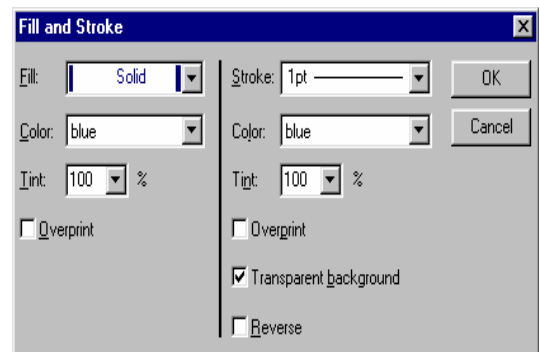 Fill and Stroke
Fill: Solid
Color: blue
Tint: 100 %
Overprint
Stroke: 1pt
Color: blue
Tint: 100 %
Overprint
Transparent background
Reverse
OK
Cancel